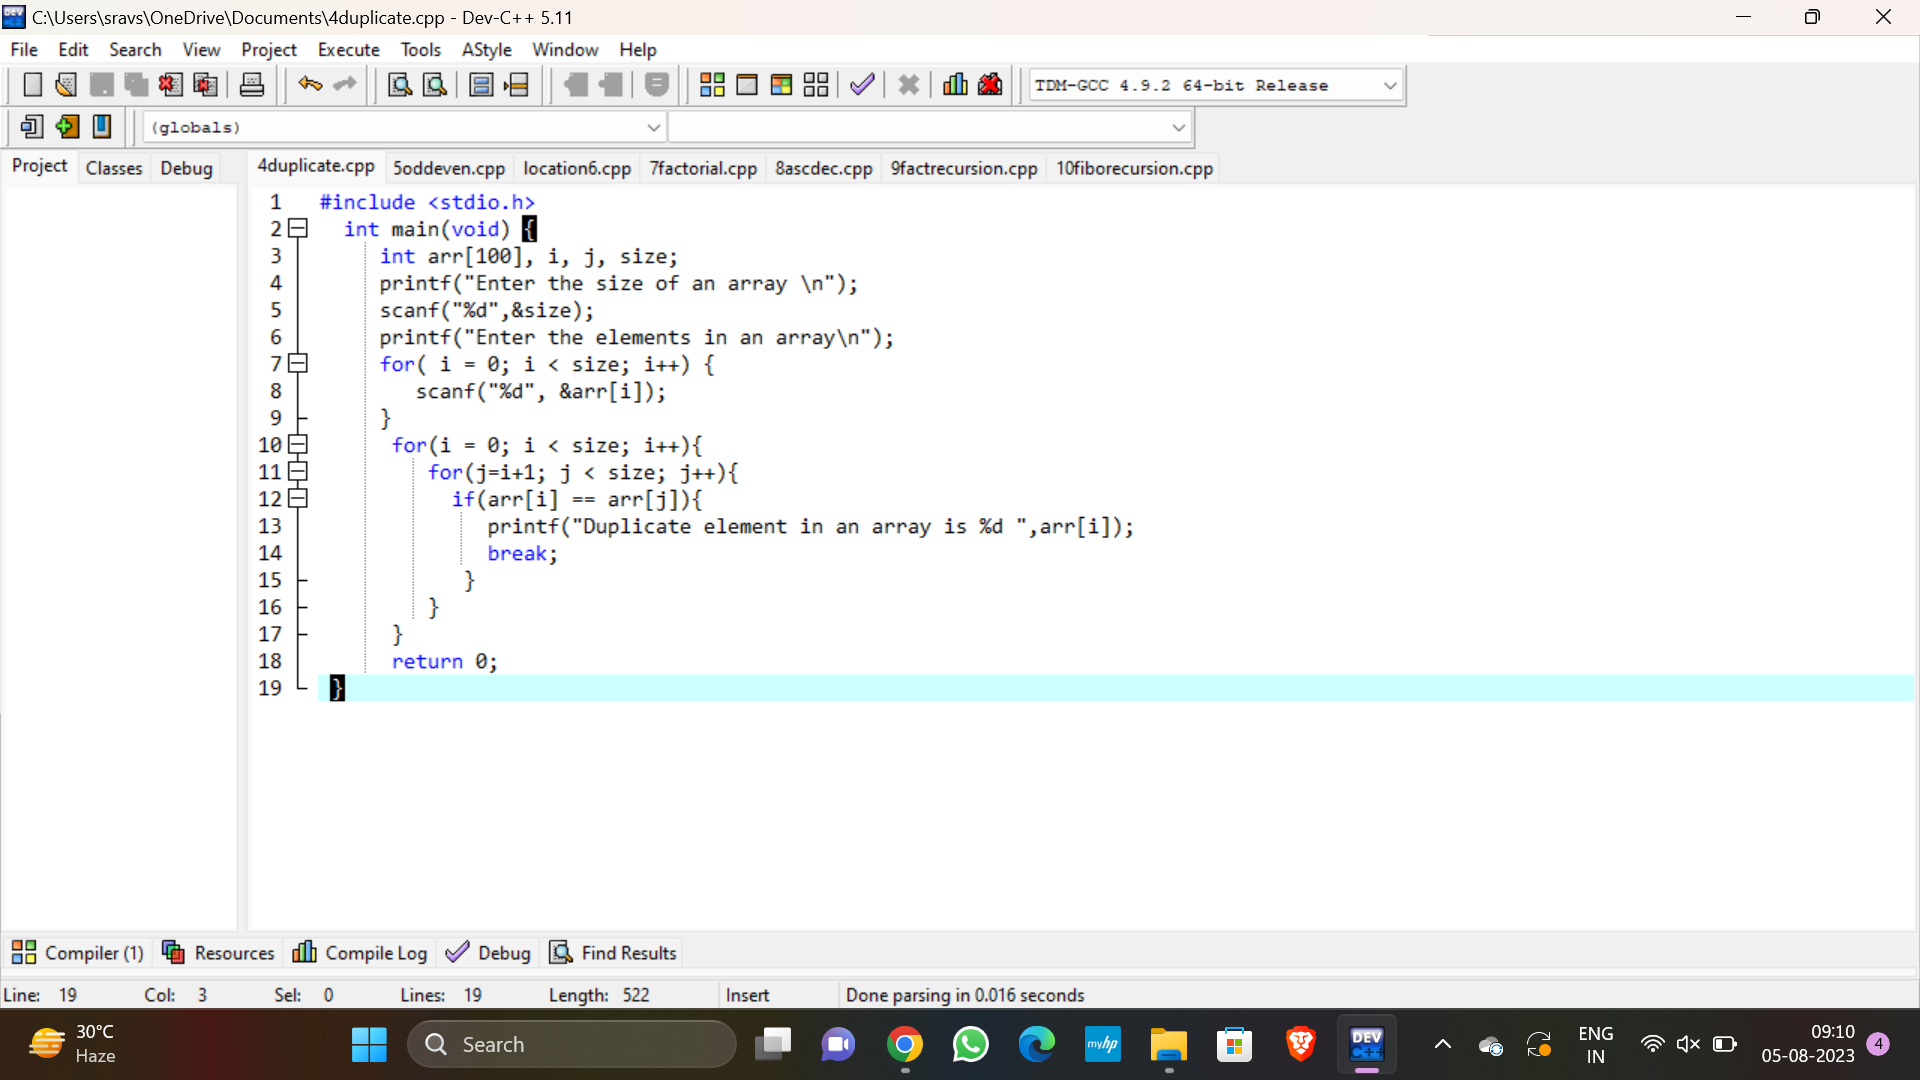 C:\Users\sravs\OneDrive\Documents\4duplicate.cpp - Dev-C++ 5.11
File Edit Search View Project Execute Tools AStyle Window Help
TDM-GCC 4.9.2 64-bit Release
(globals)
Project Classes Debug
4duplicate.cpp 5oddeven.cpp location6.cpp 7factorial.cpp 8ascdec.cpp 9factrecursion.cpp 10fiborecursion.cpp
1 #include <stdio.h>
2 int main(void) {
3 int arr[100], i, j, size;
4 printf("Enter the size of an array \n");
5 scanf("%d",&size);
6 printf("Enter the elements in an array\n");
7 for( i = 0; i < size; i++) {
8 scanf("%d", &arr[i]);
9 }
10 for(i = 0; i < size; i++){
11 for(j=i+1; j < size; j++){
12 if(arr[i] == arr[j]){
13 printf("Duplicate element in an array is %d ",arr[i]);
14 break;
15 }
16 }
17 }
18 return 0;
19 }
Compiler (1) Resources Compile Log Debug Find Results
Line: 19 Col: 3 Sel: 0 Lines: 19 Length: 522 Insert Done parsing in 0.016 seconds
30°C
Haze
Search
myhp
DEV
C++
ENG
IN
09:10
05-08-2023
4